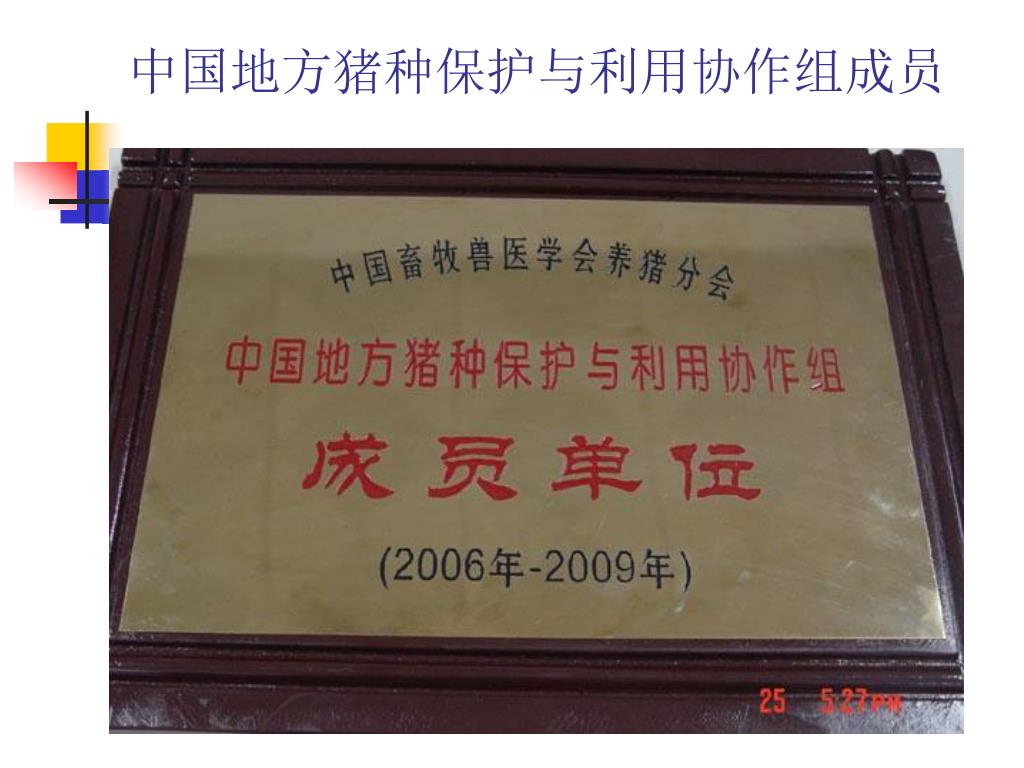 中国地方猪种保护与利用协作组成员
中国畜牧兽医学会养猪分会
中国地方猪种保护与利用协作组
成员单位
(2006年-2009年)
25 5:27PM